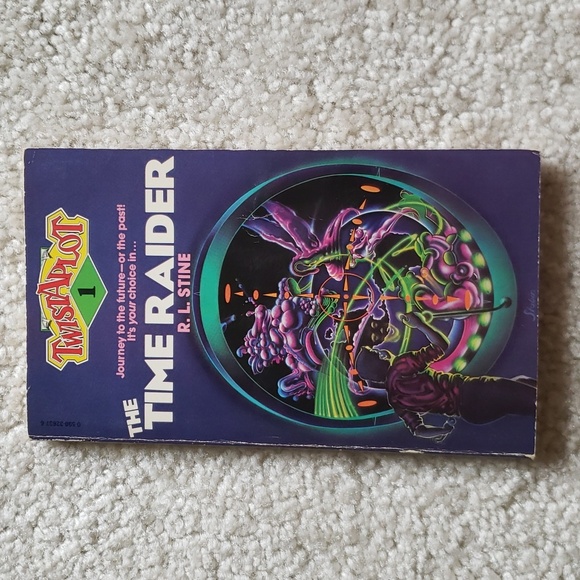 TWISTAPLOT
1
Journey to the future—or the past!
It's your choice in...
THE
TIME RAIDER
R.L. STINE